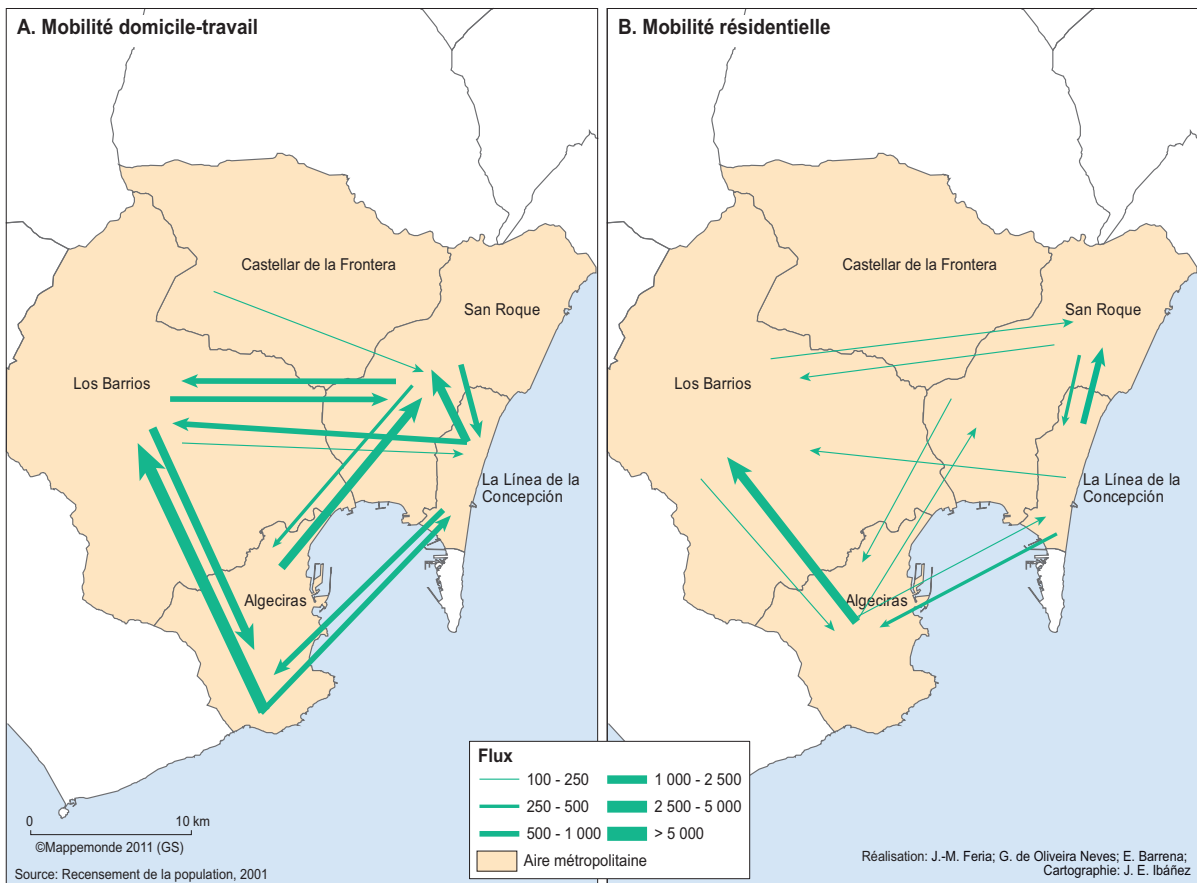 A. Mobilité domicile-travail
Castellar de la Frontera
San Roque
Los Barrios
La Línea de la
Concepción
Algeciras
0
10 km
©Mappemonde 2011 (GS)
Source: Recensement de la population, 2001
B. Mobilité résidentielle
Castellar de la Frontera
San Roque
Los Barrios
La Línea de la
Concepción
Algeciras
Flux
100 - 250
250 - 500
500 - 1 000
1 000 - 2 500
2 500 - 5 000
> 5 000
Aire métropolitaine
Réalisation: J.-M. Feria; G. de Oliveira Neves; E. Barrena;
Cartographie: J. E. Ibáñez